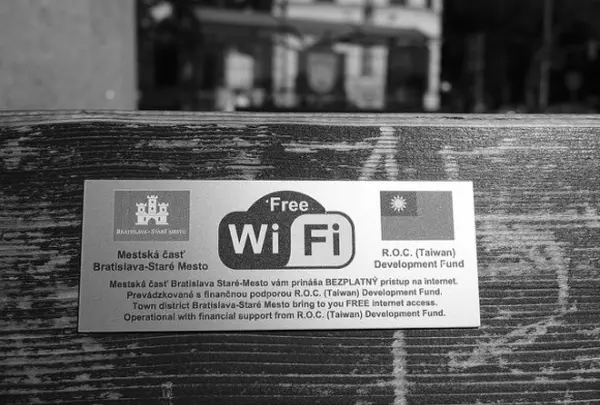 Free
WiFi
BRATISLAVA-STARÉ MESTO
Mestská časť
Bratislava-Staré Mesto
R.O.C. (Taiwan)
Development Fund
Mestská časť Bratislava Staré-Mesto vám prináša BEZPLATNÝ prístup na internet.
Prevádzkované s finančnou podporou R.O.C. (Taiwan) Development Fund.
Town district Bratislava-Staré Mesto bring to you FREE internet access.
Operational with financial support from R.O.C. (Taiwan) Development Fund.